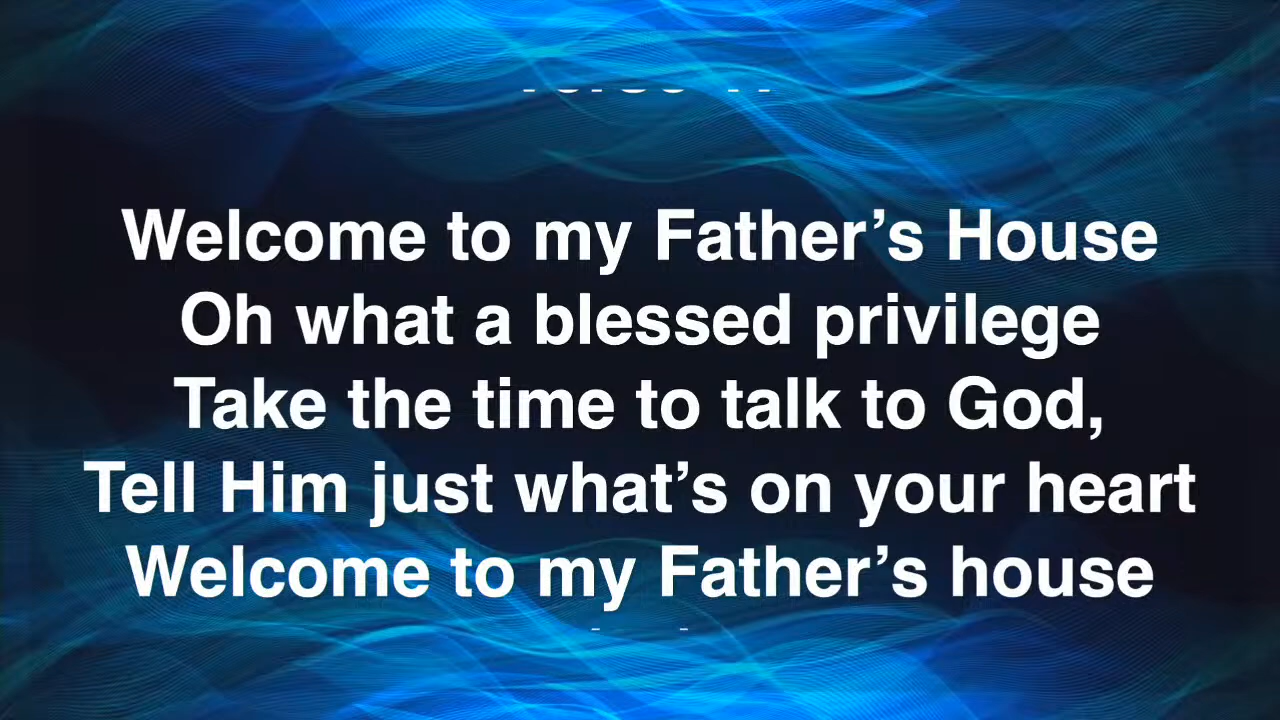 Welcome to my Father’s House
Oh what a blessed privilege
Take the time to talk to God,
Tell Him just what’s on your heart
Welcome to my Father’s house